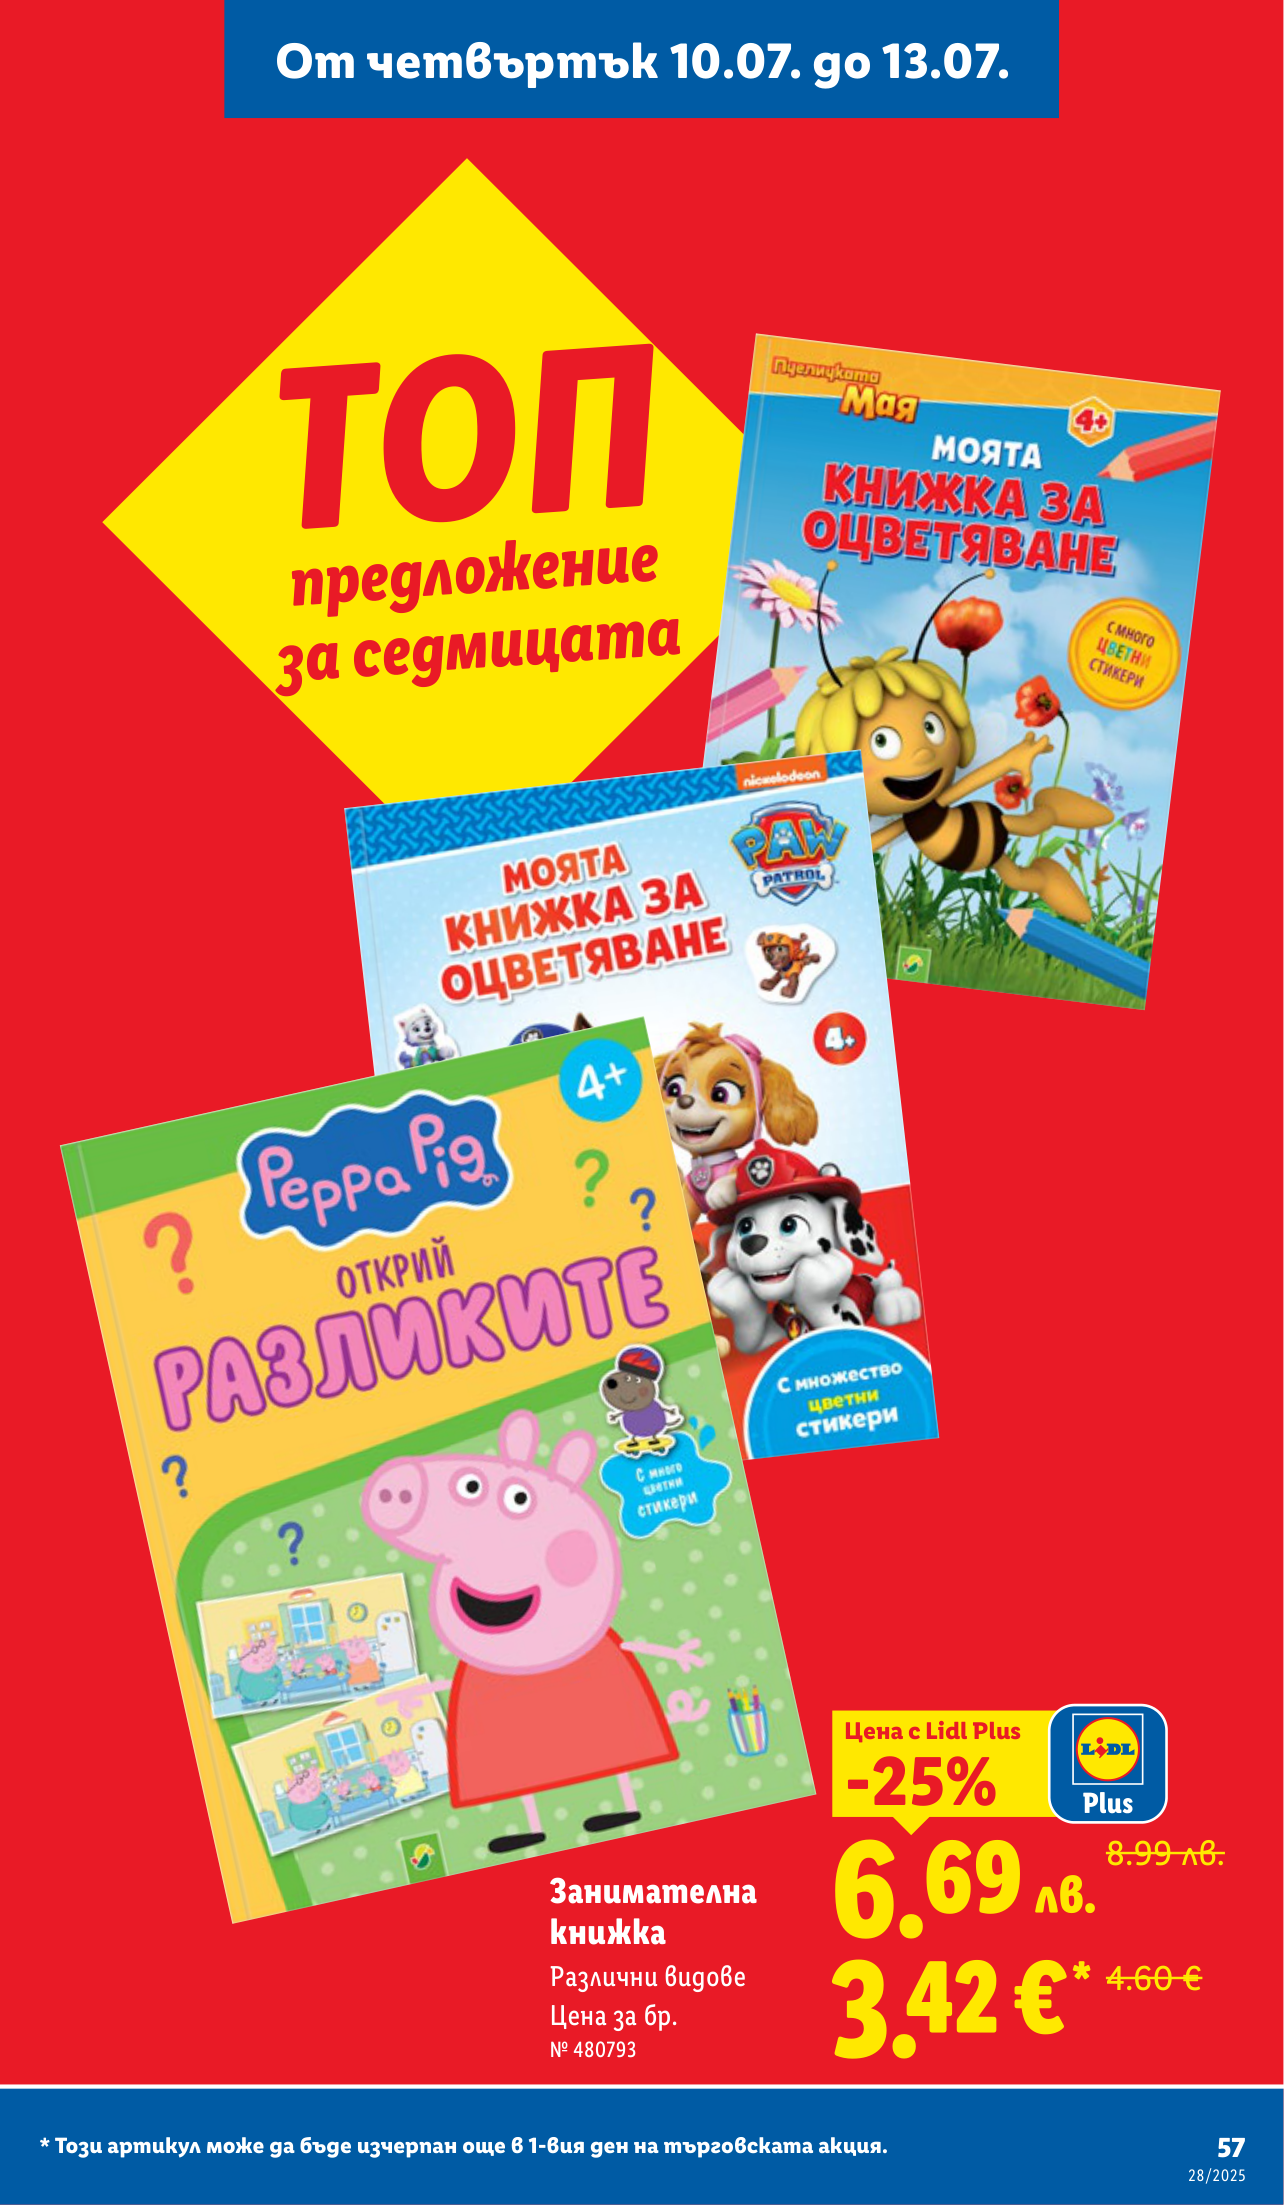 От четвъртък 10.07. до 13.07.
ТОП
предложение
за седмицата
Пчеличката
Мая
4+
МОЯТА
КНИЖКА ЗА
ОЦВЕТЯВАНЕ
С МНОГО
ЦВЕТНИ
СТИКЕРИ
nickelodeon
PAW
PATROL
МОЯТА
КНИЖКА ЗА
ОЦВЕТЯВАНЕ
4+
С множество
цветни
стикери
4+
Peppa Pig
ОТКРИЙ
РАЗЛИКИТЕ
С много
цветни
стикери
Цена с Lidl Plus
-25%
LIDL
Plus
6.69 лв.
8.99 лв.
3.42 €*
4.60 €
Занимателна
книжка
Различни видове
Цена за бр.
№ 480793
* Този артикул може да бъде изчерпан още в 1-вия ден на търговската акция.
57
28/2025